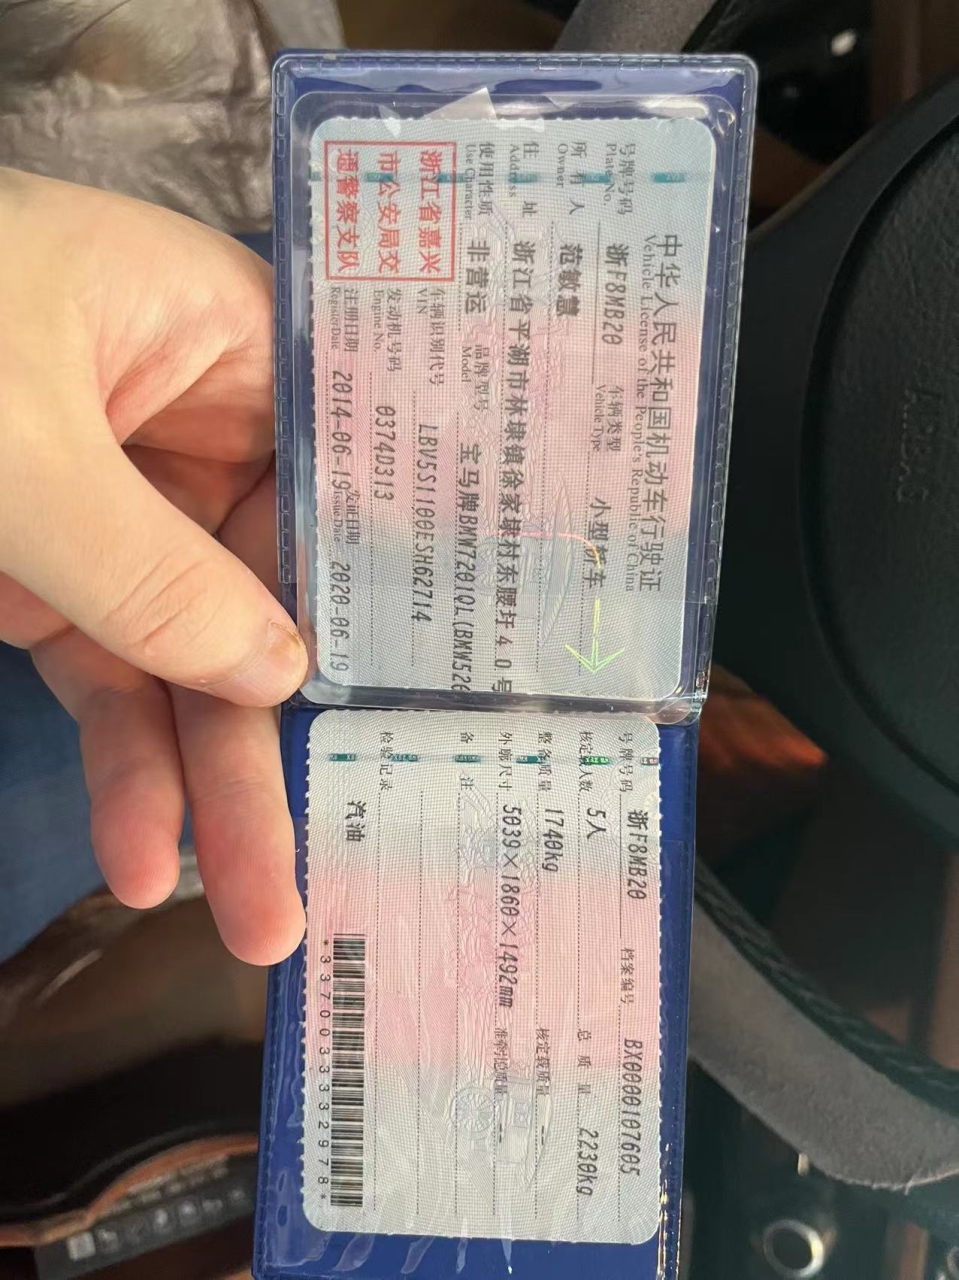 中华人民共和国机动车行驶证
Vehicle License of the People's Republic of China
号牌号码 浙F8MB20 车辆类型 小型轿车
Plate No. Vehicle Type
所有人 范敏慧
Owner
住址 浙江省平湖市林埭镇徐家埭村东腰圩40号
Address
使用性质 非营运 品牌型号 宝马牌BMW7201QL(BMW526
Use Character Model
浙江省嘉兴
市公安局交
通警察支队
车辆识别代号 LBV5S1100ESH62714
VIN
发动机号码 0374D313
Engine No.
注册日期 2014-06-19 发证日期 2020-06-19
Register Date Issue Date
号牌号码 浙F8MB20 档案编号 BX0000107605
核定载人数 5人 总质量 2230kg
整备质量 1740kg 核定载质量 --
外廓尺寸 5039×1860×1492mm 准牵引总质量 --
备注
检验记录
汽油
*3370033332978*
AIRBAG